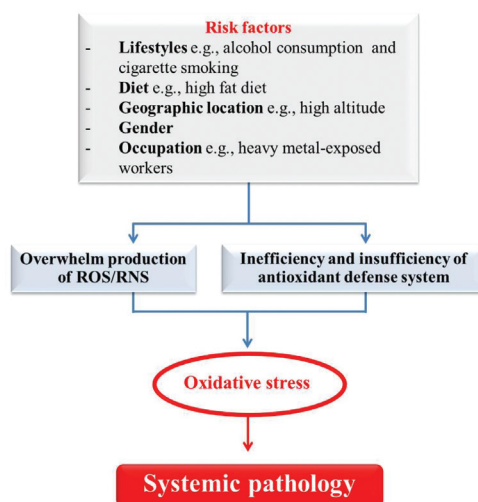 Risk factors
- Lifestyles e.g., alcohol consumption and
cigarette smoking
- Diet e.g., high fat diet
- Geographic location e.g., high altitude
- Gender
- Occupation e.g., heavy metal-exposed
workers
Overwhelm production
of ROS/RNS
Inefficiency and insufficiency of
antioxidant defense system
Oxidative stress
Systemic pathology